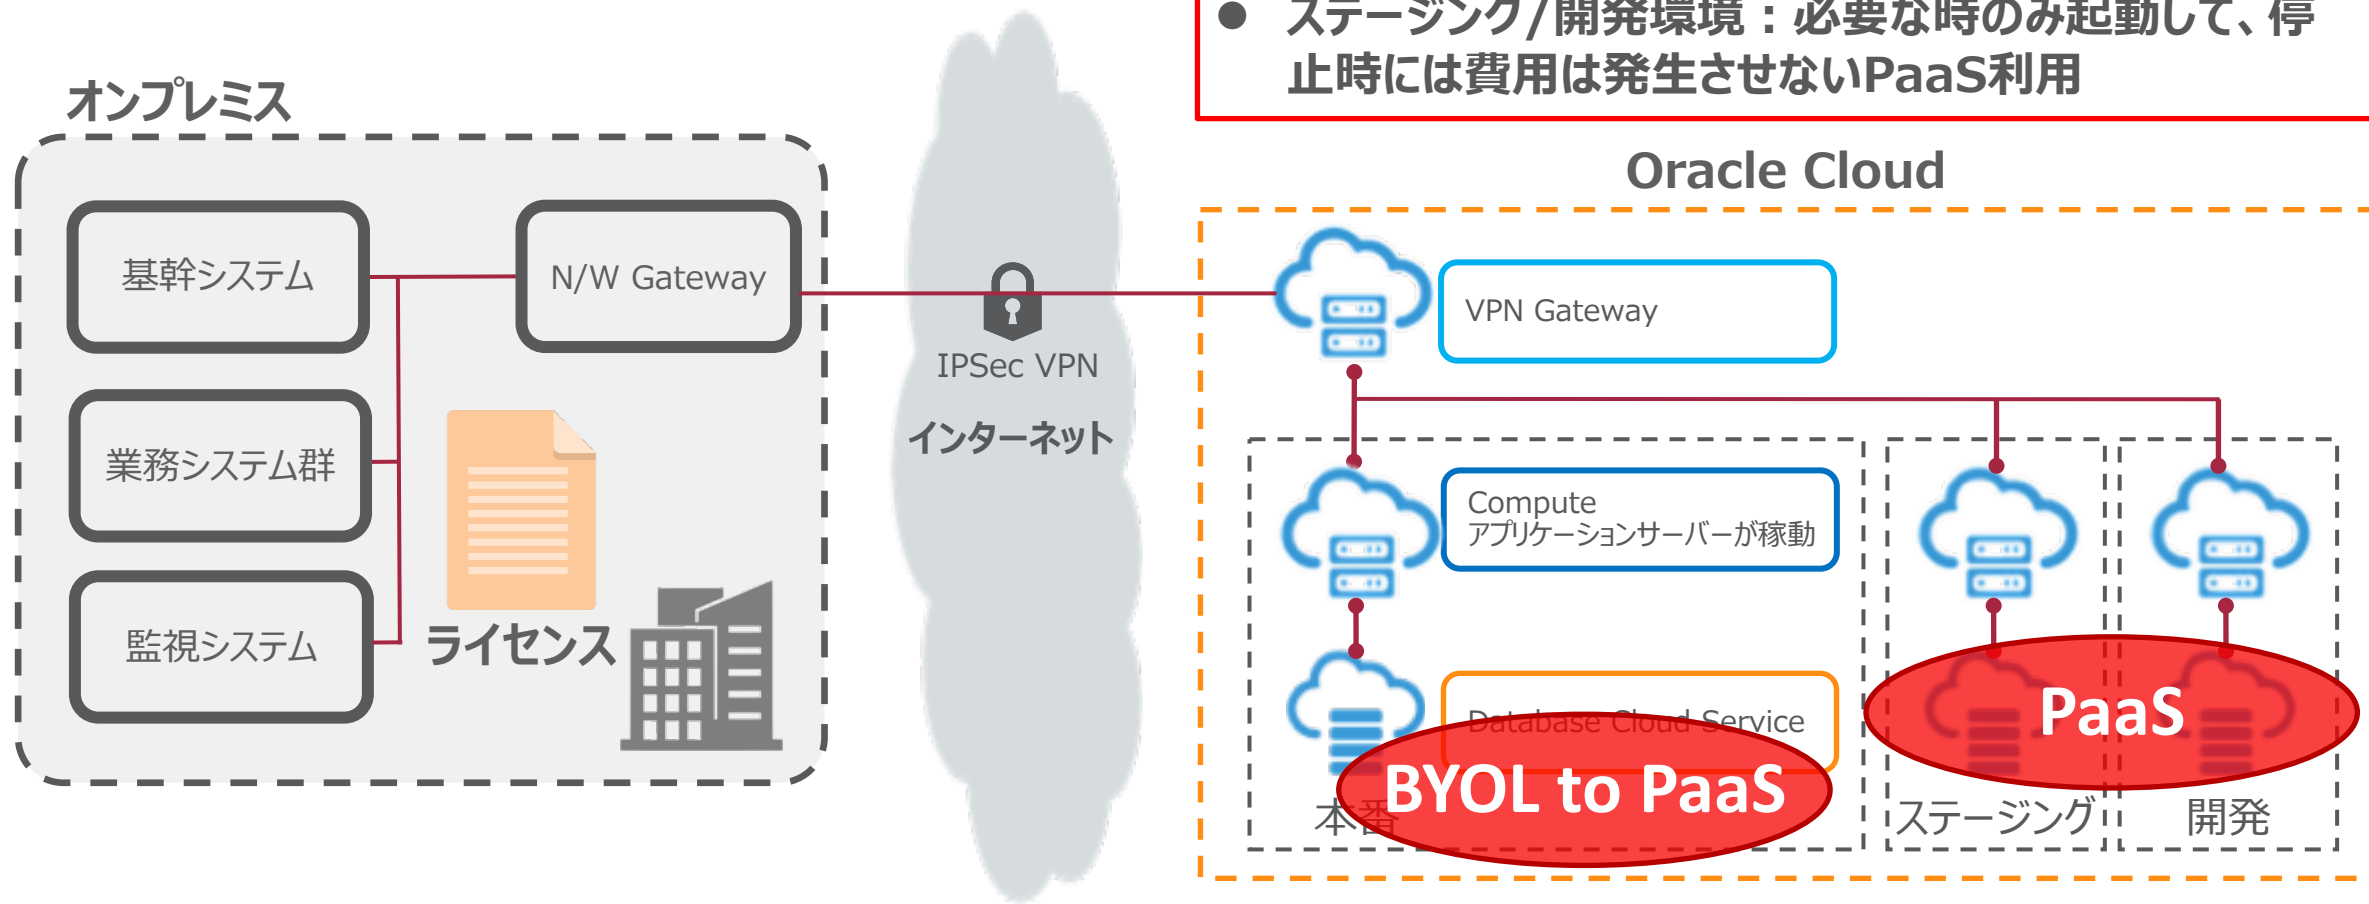 ● ステージング/開発環境：必要な時のみ起動して、停
止時には費用は発生させないPaaS利用
オンプレミス
Oracle Cloud
基幹システム
N/W Gateway
VPN Gateway
IPSec VPN
インターネット
業務システム群
Compute
アプリケーションサーバーが稼動
監視システム
ライセンス
Database Cloud Service
PaaS
BYOL to PaaS
本番
ステージング
開発